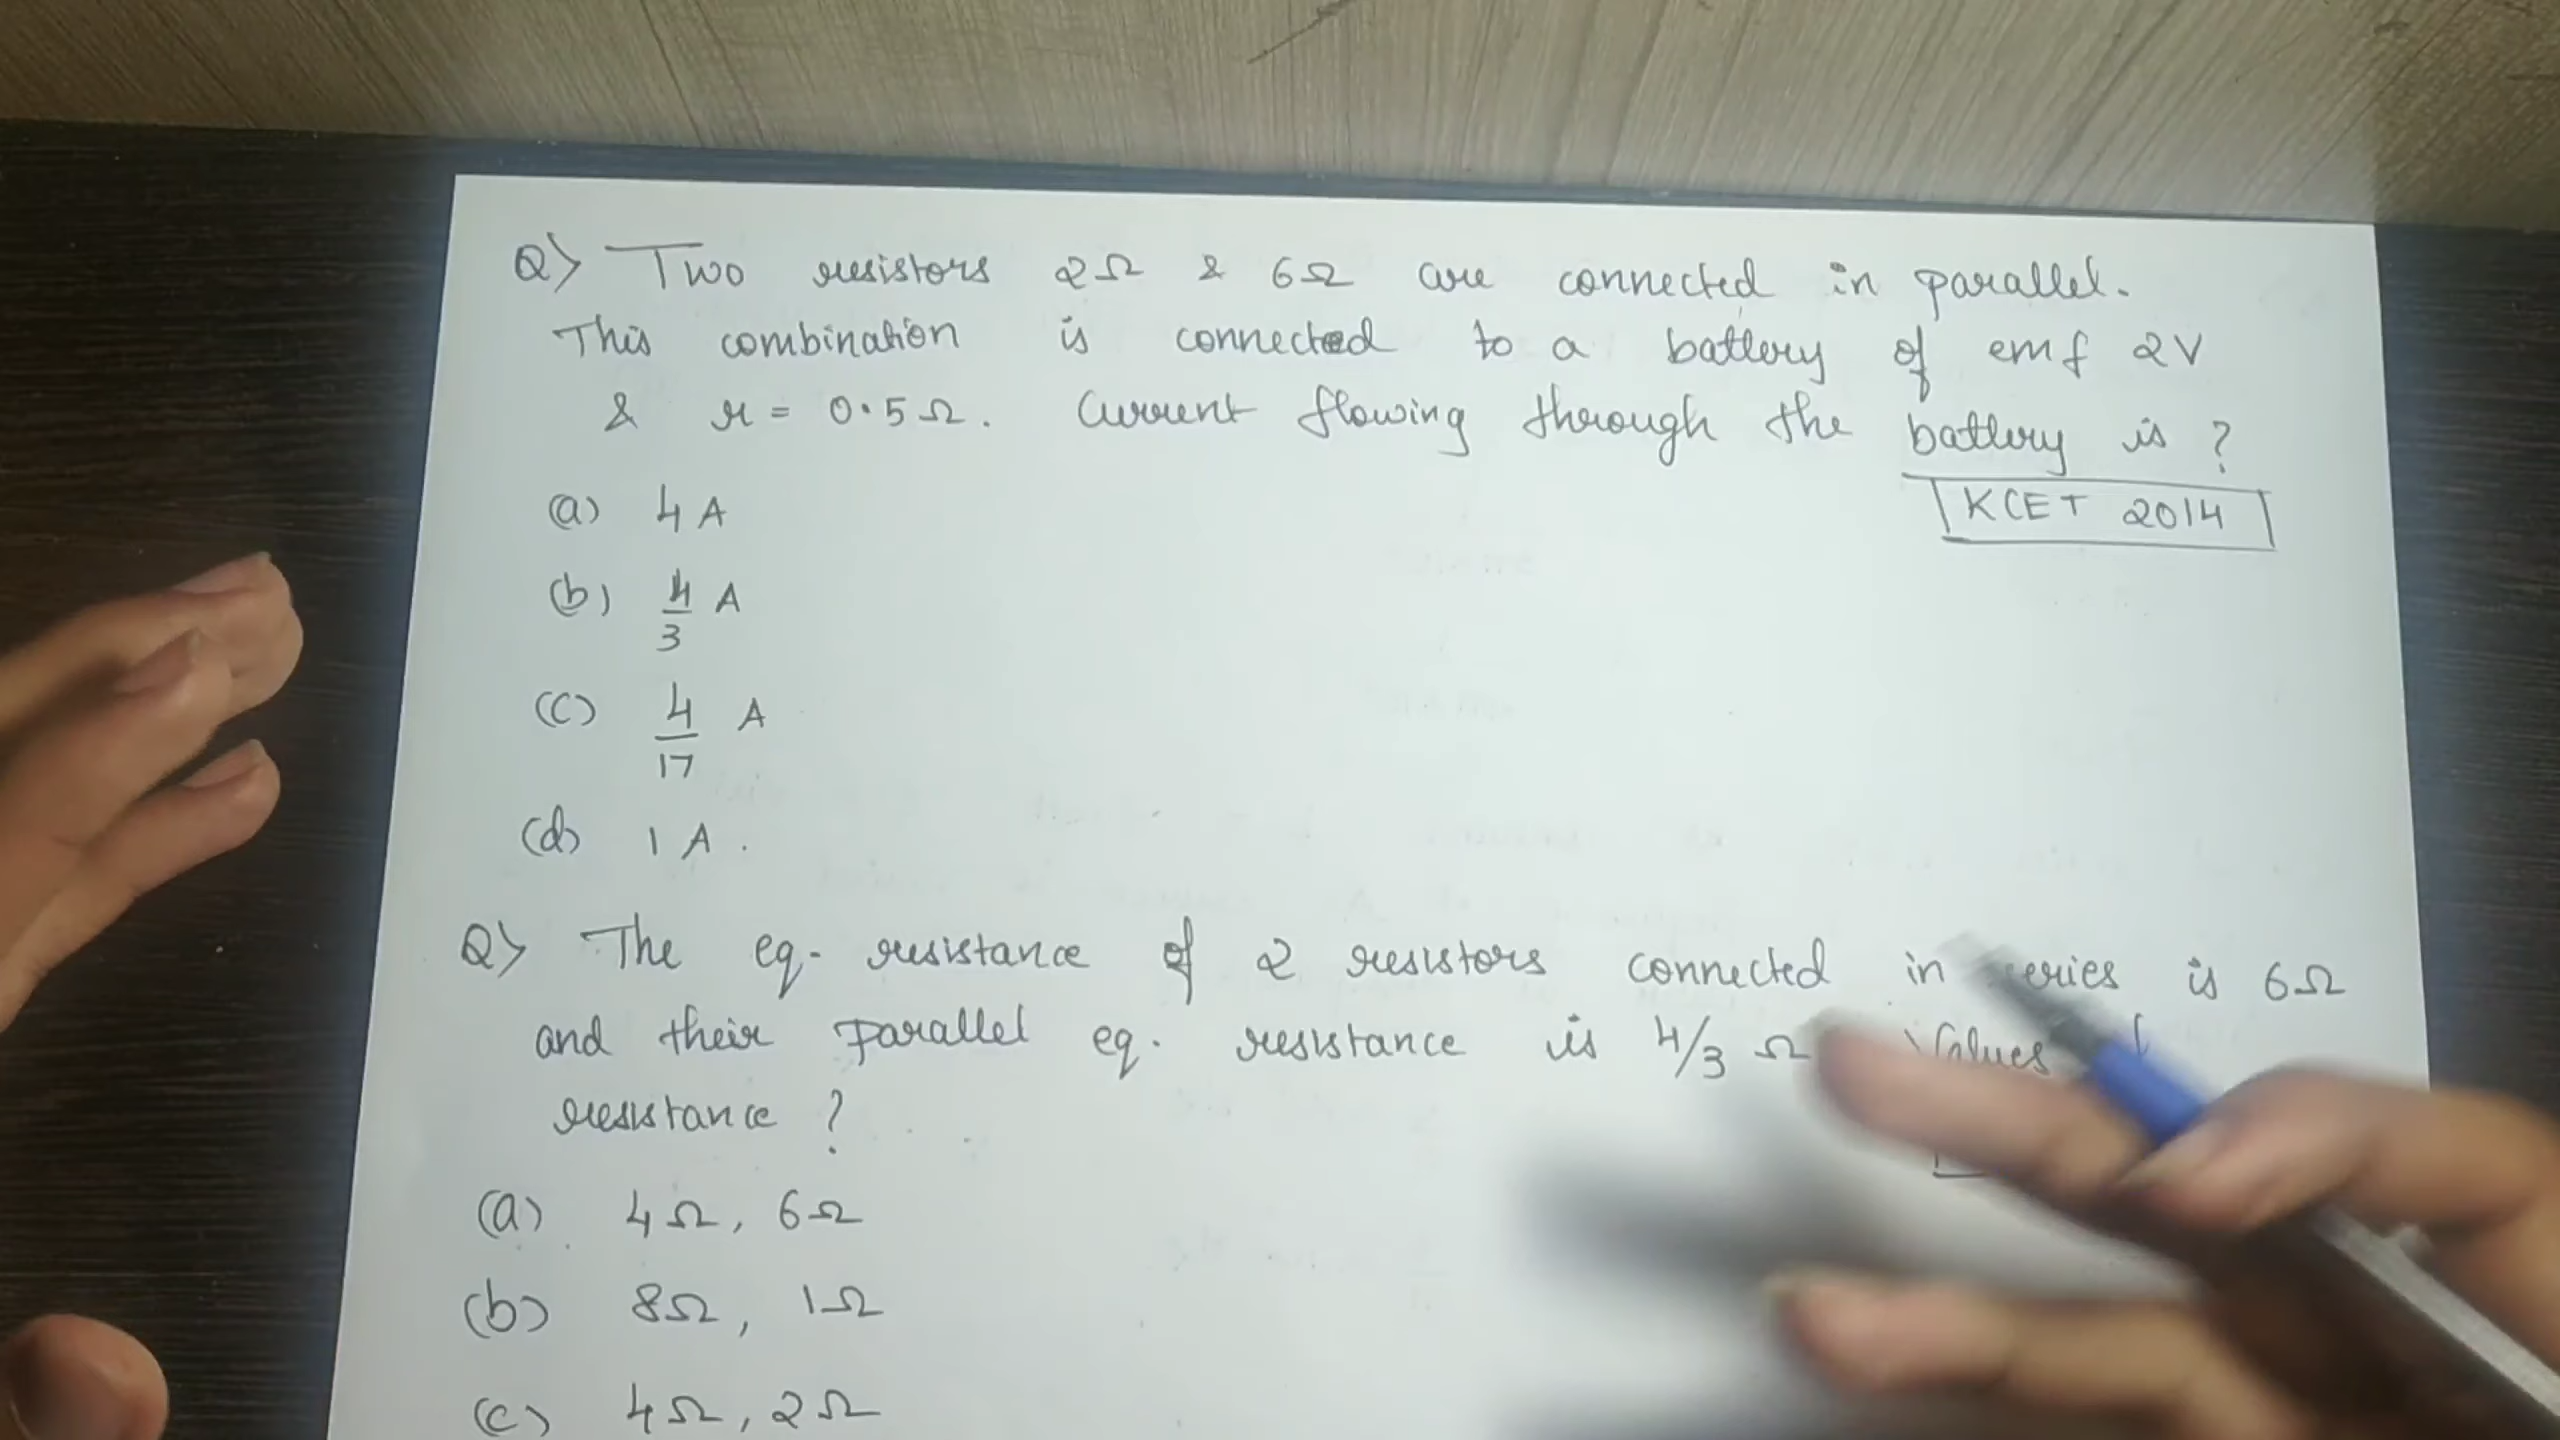 Q> Two resistors 2Ω & 6Ω are connected in parallel.
This combination is connected to a battery of emf 2V
& r = 0.5Ω. Current flowing through the battery is ?
KCET 2014
(a) 4 A
(b) 4/3 A
(c) 4/17 A
(d) 1 A.
Q> The eq. resistance of 2 resistors connected in series is 6Ω
and their parallel eq. resistance is 4/3 Ω Values
resistance ?
(a) 4Ω, 6Ω
(b) 8Ω, 1Ω
(c) 4Ω, 2Ω